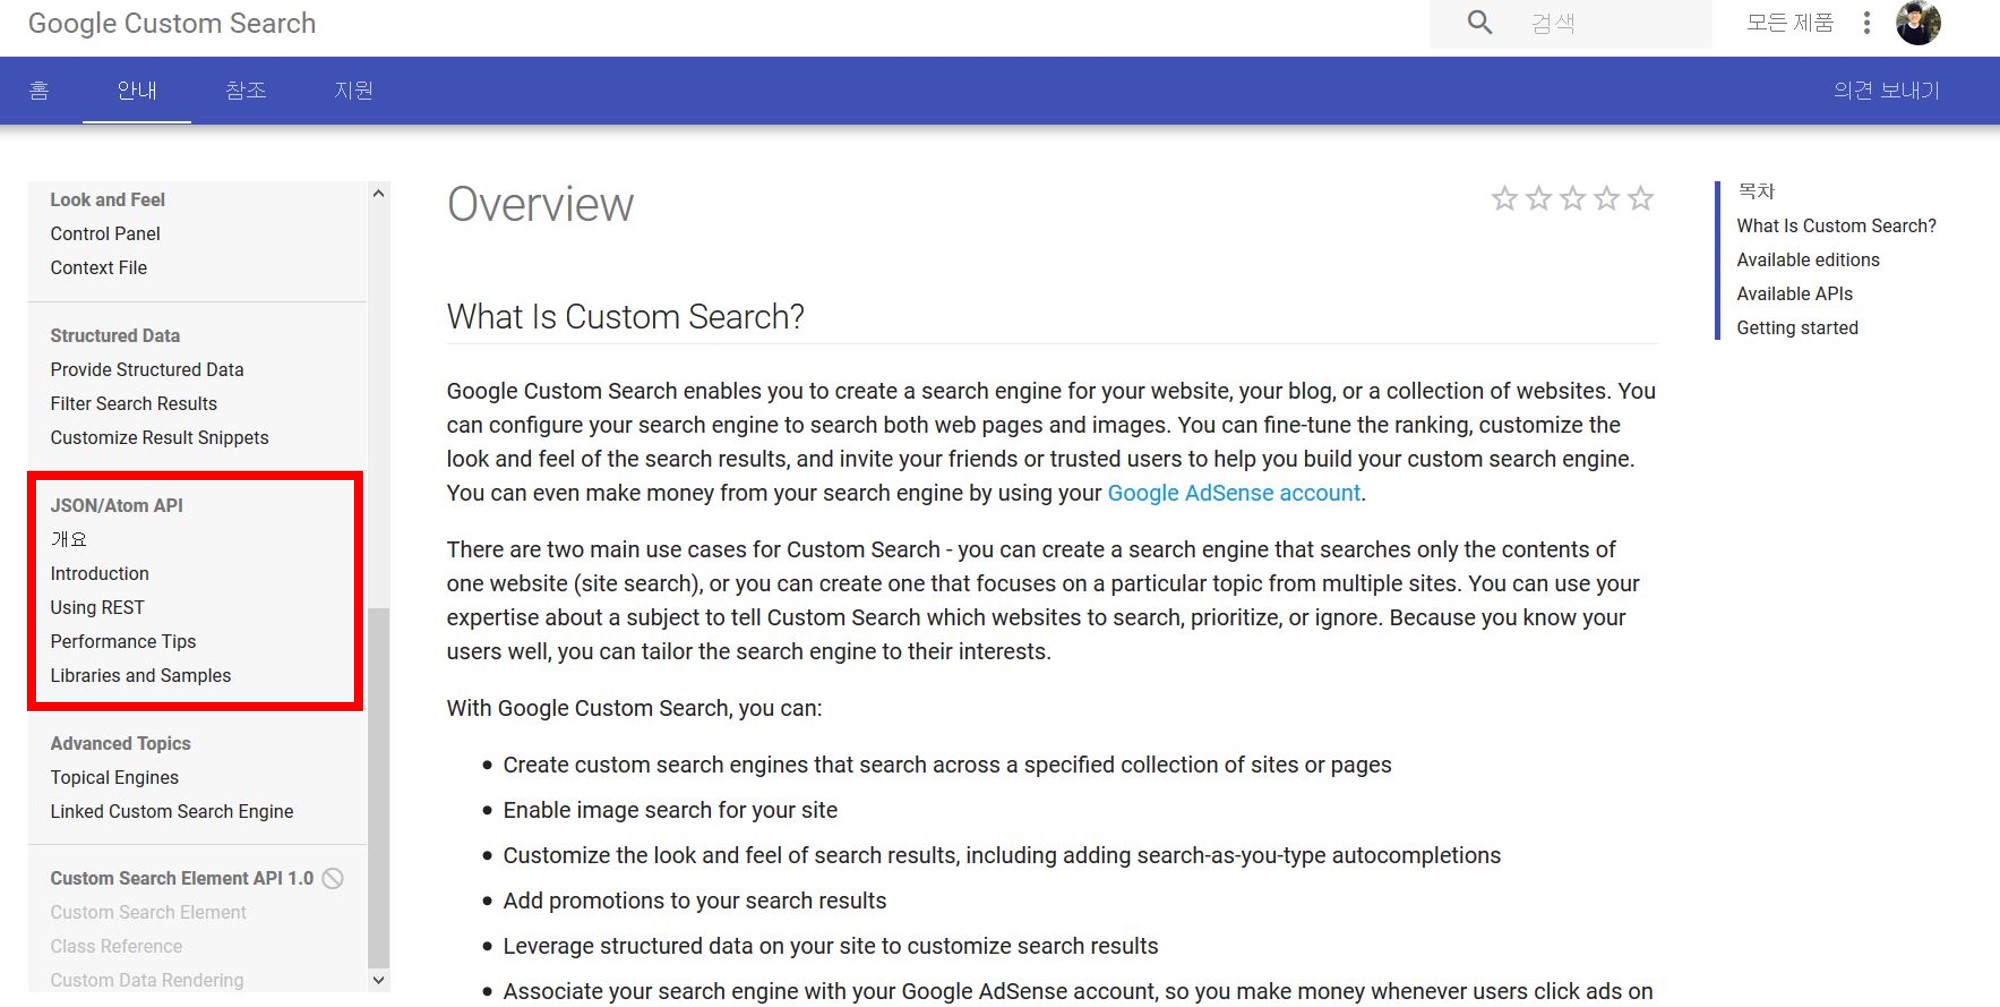 Google Custom Search
검색
모든 제품
홈
안내
참조
지원
의견 보내기
Look and Feel
Control Panel
Context File
Structured Data
Provide Structured Data
Filter Search Results
Customize Result Snippets
JSON/Atom API
개요
Introduction
Using REST
Performance Tips
Libraries and Samples
Advanced Topics
Topical Engines
Linked Custom Search Engine
Custom Search Element API 1.0
Custom Search Element
Class Reference
Custom Data Rendering
Overview
What Is Custom Search?
Google Custom Search enables you to create a search engine for your website, your blog, or a collection of websites. You
can configure your search engine to search both web pages and images. You can fine-tune the ranking, customize the
look and feel of the search results, and invite your friends or trusted users to help you build your custom search engine.
You can even make money from your search engine by using your Google AdSense account.
There are two main use cases for Custom Search - you can create a search engine that searches only the contents of
one website (site search), or you can create one that focuses on a particular topic from multiple sites. You can use your
expertise about a subject to tell Custom Search which websites to search, prioritize, or ignore. Because you know your
users well, you can tailor the search engine to their interests.
With Google Custom Search, you can:
• Create custom search engines that search across a specified collection of sites or pages
• Enable image search for your site
• Customize the look and feel of search results, including adding search-as-you-type autocompletions
• Add promotions to your search results
• Leverage structured data on your site to customize search results
• Associate your search engine with your Google AdSense account, so you make money whenever users click ads on
목차
What Is Custom Search?
Available editions
Available APIs
Getting started